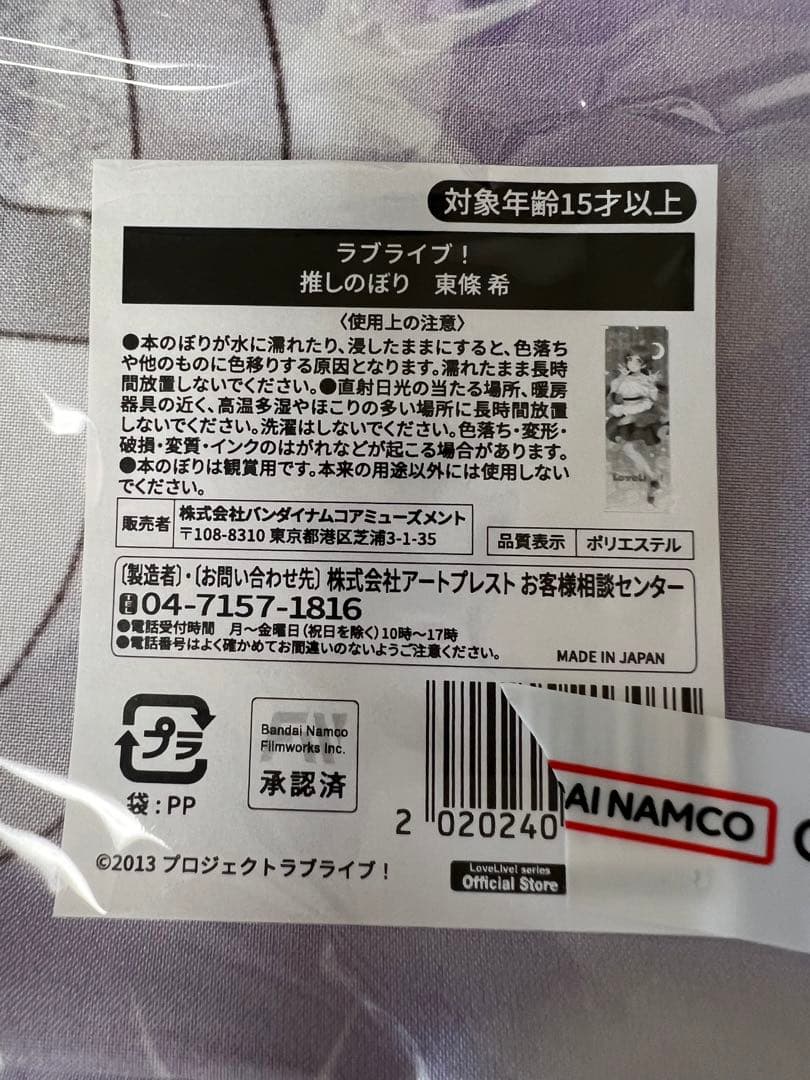 対象年齢15才以上
ラブライブ！
推しのぼり　東條 希
〈使用上の注意〉
●本のぼりが水に濡れたり、浸したままにすると、色落ち
や他のものに色移りする原因となります。濡れたまま長時
間放置しないでください。●直射日光の当たる場所、暖房
器具の近く、高温多湿やほこりの多い場所に長時間放置
しないでください。洗濯はしないでください。色落ち・変形・
破損・変質・インクのはがれなどが起こる場合があります。
●本のぼりは観賞用です。本来の用途以外には使用しない
でください。
LoveLive!
販売者 株式会社バンダイナムコアミューズメント
〒108-8310 東京都港区芝浦3-1-35
品質表示 ポリエステル
〔製造者〕・〔お問い合わせ先〕株式会社アートプレスト お客様相談センター
TEL 04-7157-1816
●電話受付時間　月〜金曜日（祝日を除く）10時〜17時
●電話番号はよく確かめてお間違いのないようご注意ください。
MADE IN JAPAN
プラ
袋：PP
Bandai Namco
Filmworks Inc.
承認済
2 020240
AI NAMCO
©2013 プロジェクトラブライブ！
LoveLive! series
Official Store